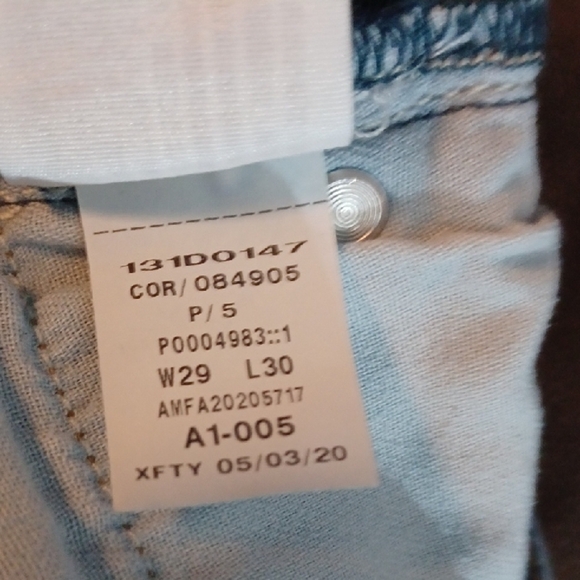 131D0147
COR/084905
P/5
P0004983::1
W29 L30
AMFA20205717
A1-005
XFTY 05/03/20